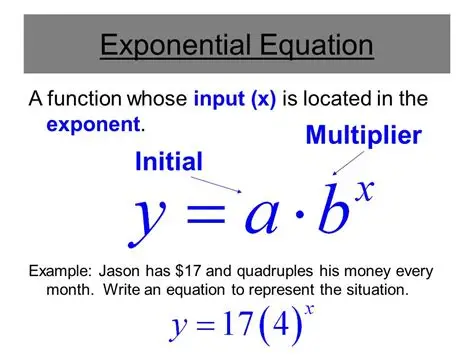 Exponential Equation
A function whose input (x) is located in the
exponent.
Multiplier
Initial
y = a · bˣ
Example: Jason has $17 and quadruples his money every
month. Write an equation to represent the situation.
y = 17(4)ˣ